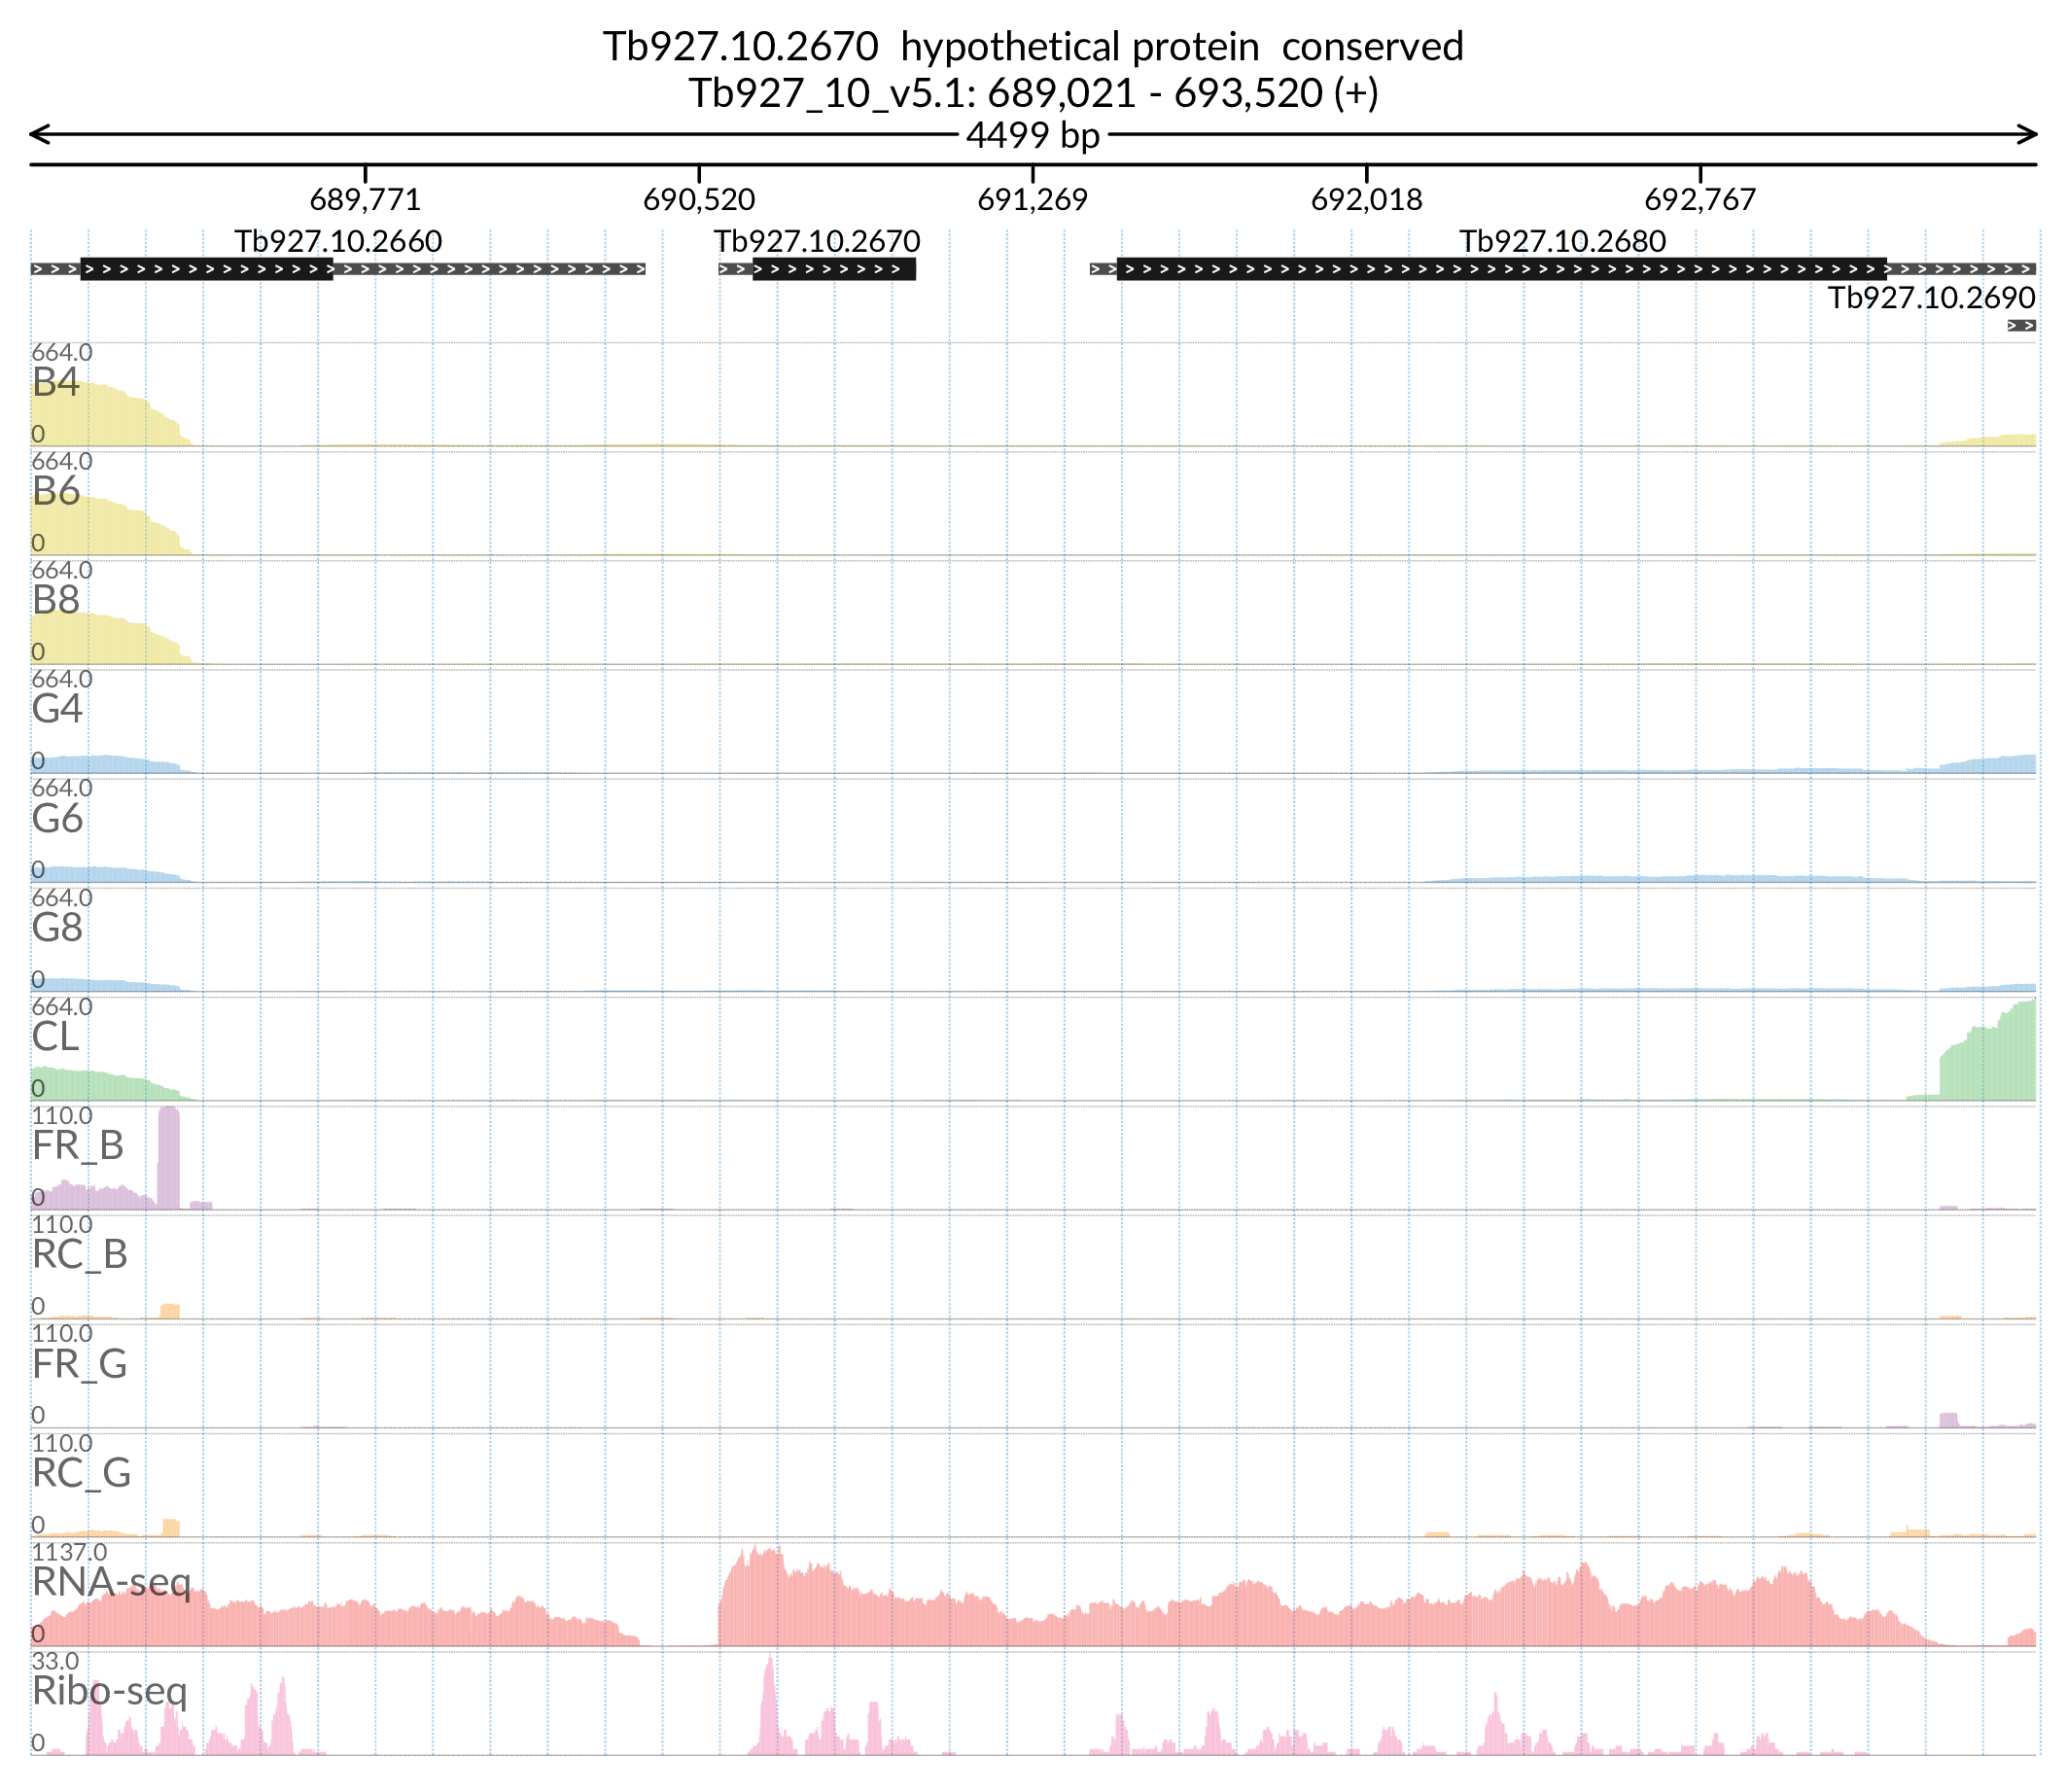 Tb927.10.2670 hypothetical protein conserved
Tb927_10_v5.1: 689,021 - 693,520 (+)
4499 bp
689,771 690,520 691,269 692,018 692,767
Tb927.10.2660 Tb927.10.2670 Tb927.10.2680
Tb927.10.2690
664.0
B4
0
664.0
B6
0
664.0
B8
0
664.0
G4
0
664.0
G6
0
664.0
G8
0
664.0
CL
0
110.0
FR_B
0
110.0
RC_B
0
110.0
FR_G
0
110.0
RC_G
0
1137.0
RNA-seq
0
33.0
Ribo-seq
0